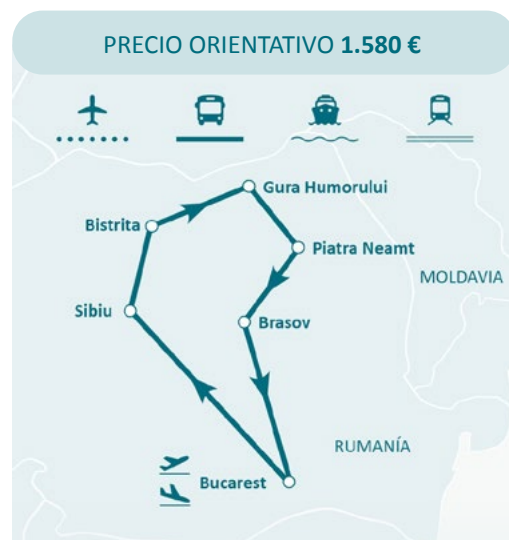 PRECIO ORIENTATIVO 1.580 €
Gura Humorului
Bistrita
Piatra Neamt
MOLDAVIA
Sibiu
Brasov
RUMANÍA
Bucarest